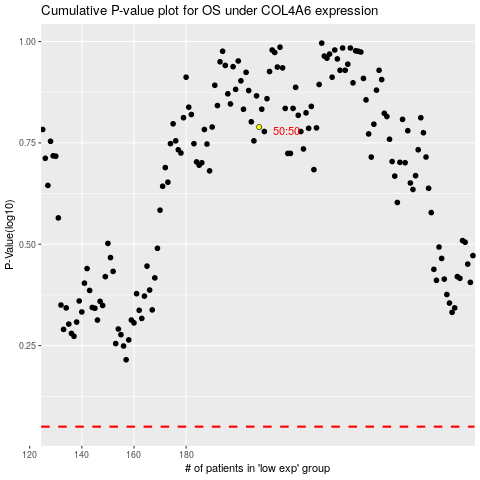 Cumulative P-value plot for OS under COL4A6 expression
P-Value(log10)
1.00
0.75
0.50
0.25
50:50
120 140 160 180
# of patients in 'low exp' group